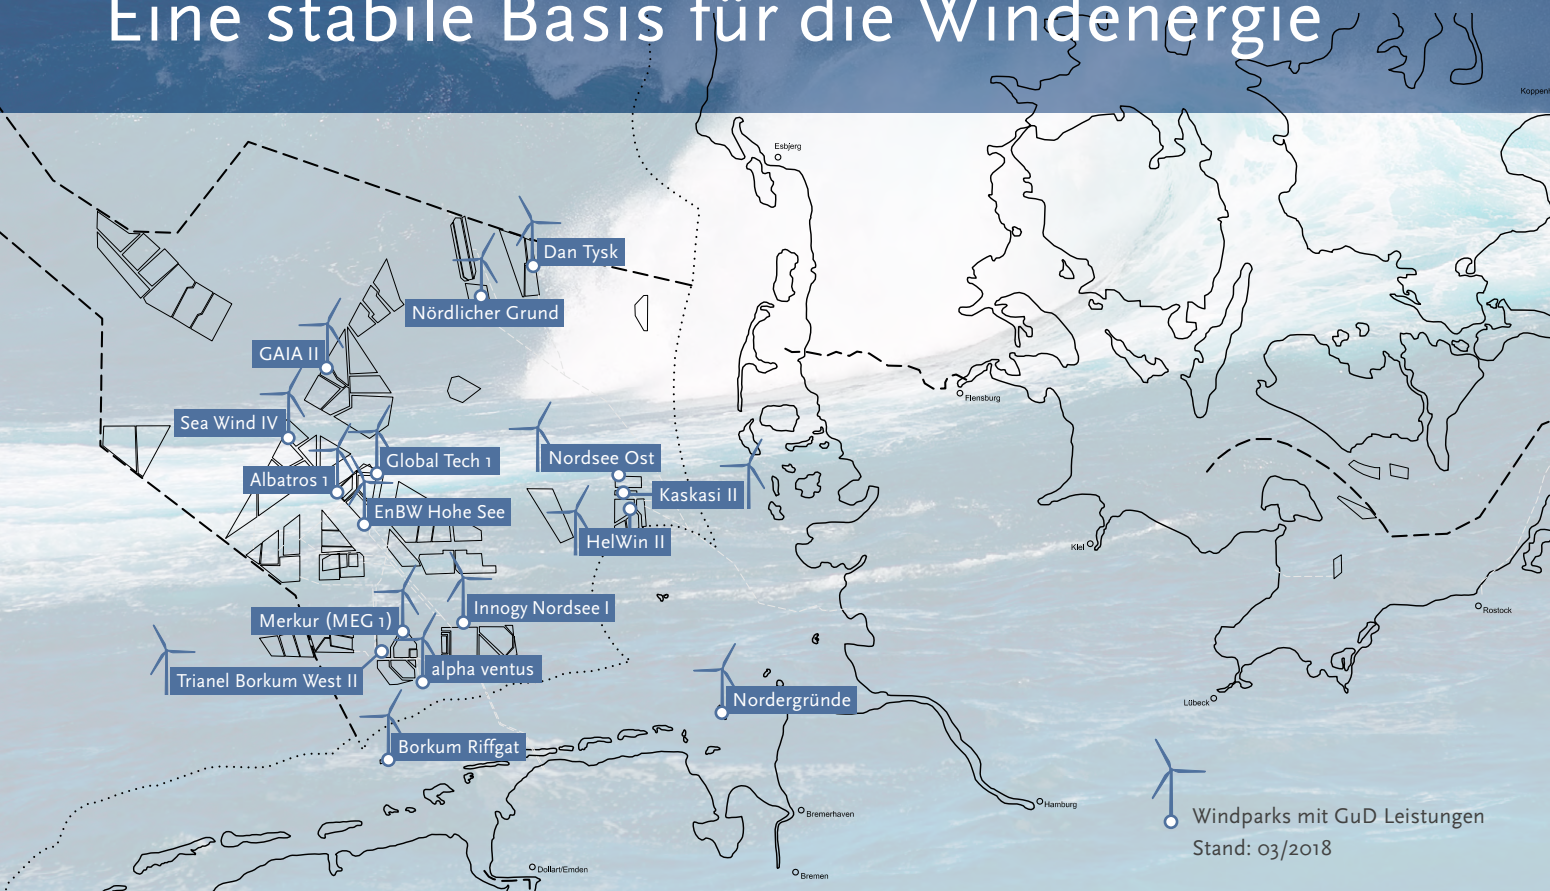 Eine stabile Basis für die Windenergie
Esbjerg
Dan Tysk
Nördlicher Grund
GAIA II
Sea Wind IV
Flensburg
Global Tech 1
Nordsee Ost
Albatros 1
Kaskasi II
EnBW Hohe See
HelWin II
Kiel
Innogy Nordsee I
Rostock
Merkur (MEG 1)
alpha ventus
Trianel Borkum West II
Nordergründe
Lübeck
Borkum Riffgat
Hamburg
Bremerhaven
Windparks mit GuD Leistungen
Stand: 03/2018
Dollart/Emden
Bremen